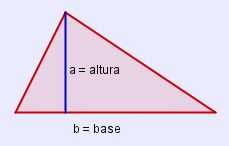 a = altura
b = base